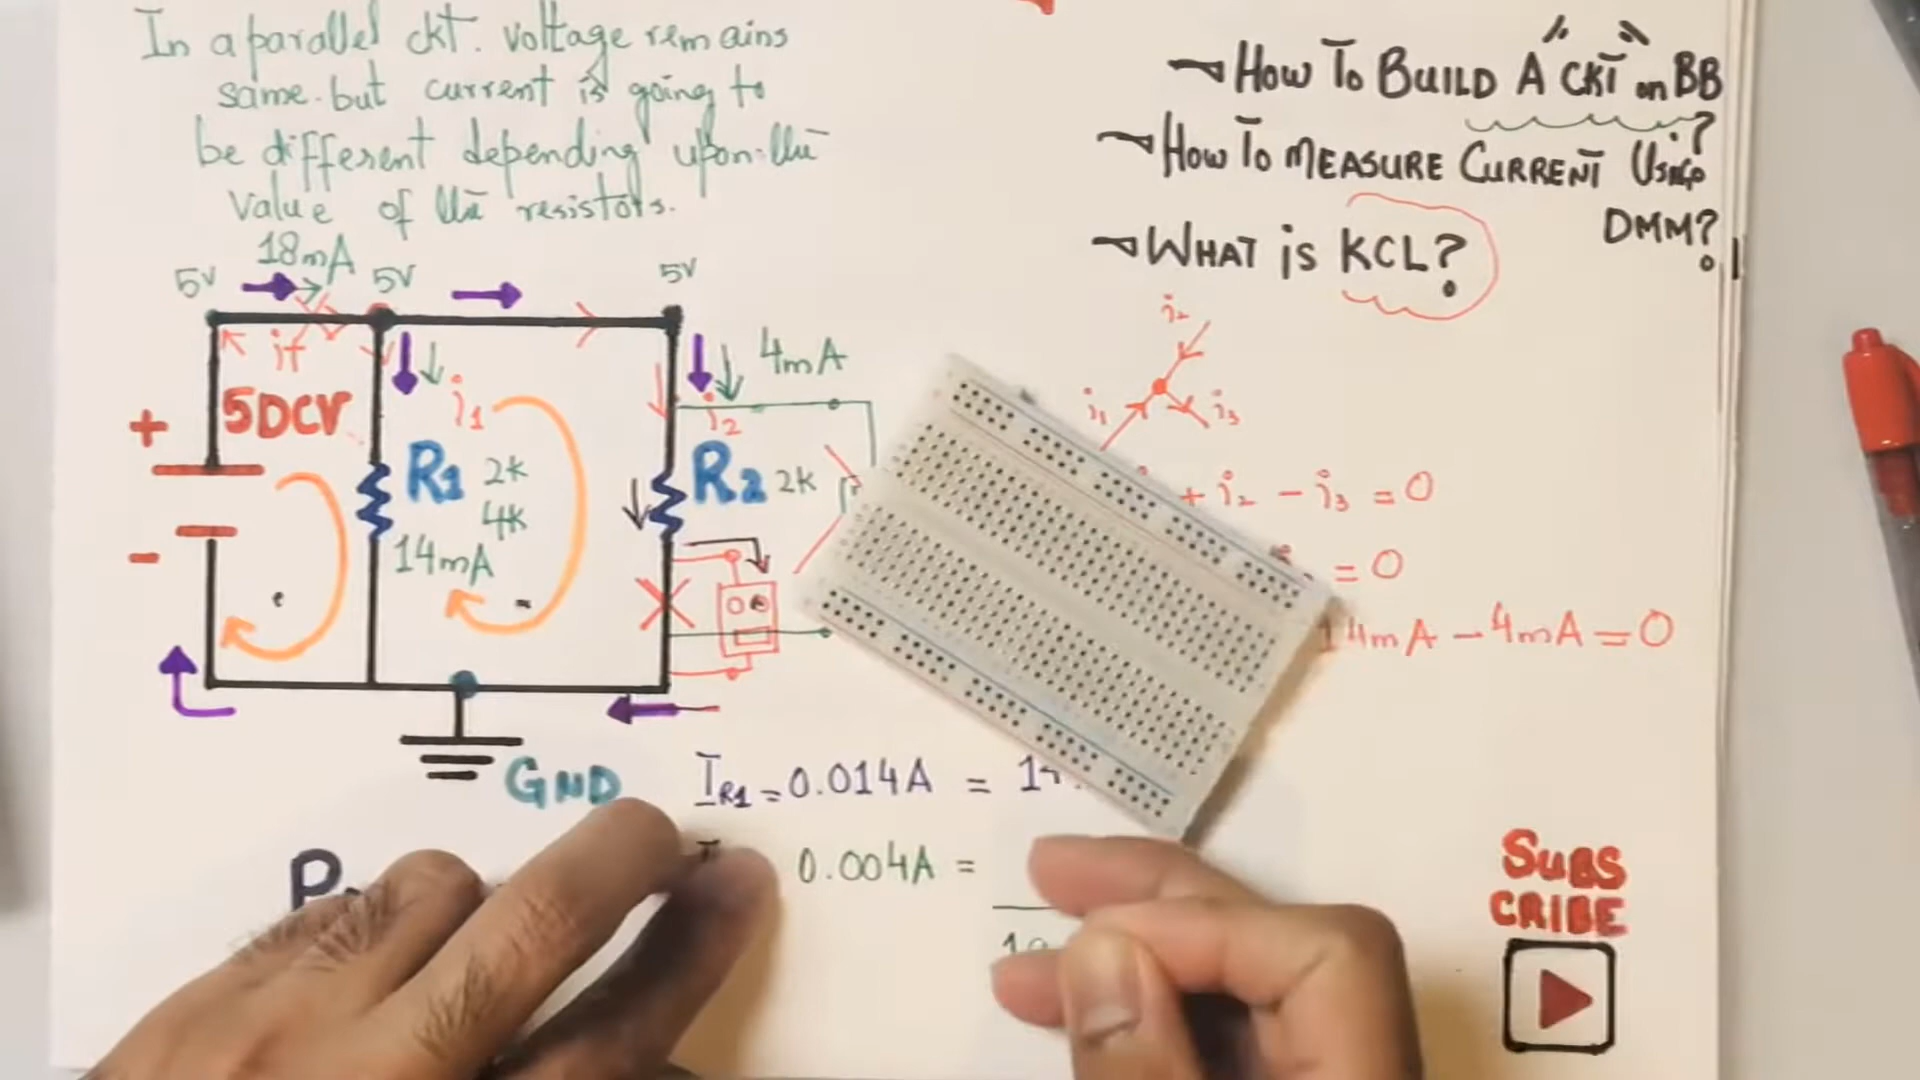 In a parallel ckt. voltage remains
same. but current is going to
be different depending upon the
value of the resistors.
How To BUILD A "CKT" on BB
?
How To MEASURE CURRENT USING
DMM?
WHAT is KCL?
18mA
5V
5V
5V
iT
i1
i2
4mA
+
5DCV
-
R1 2k
4k
14mA
R2 2k
GND
i2
i1
i3
+ i2 - i3 = 0
= 0
14mA - 4mA = 0
IR1 = 0.014A =
0.004A =
SUBS
CRIBE